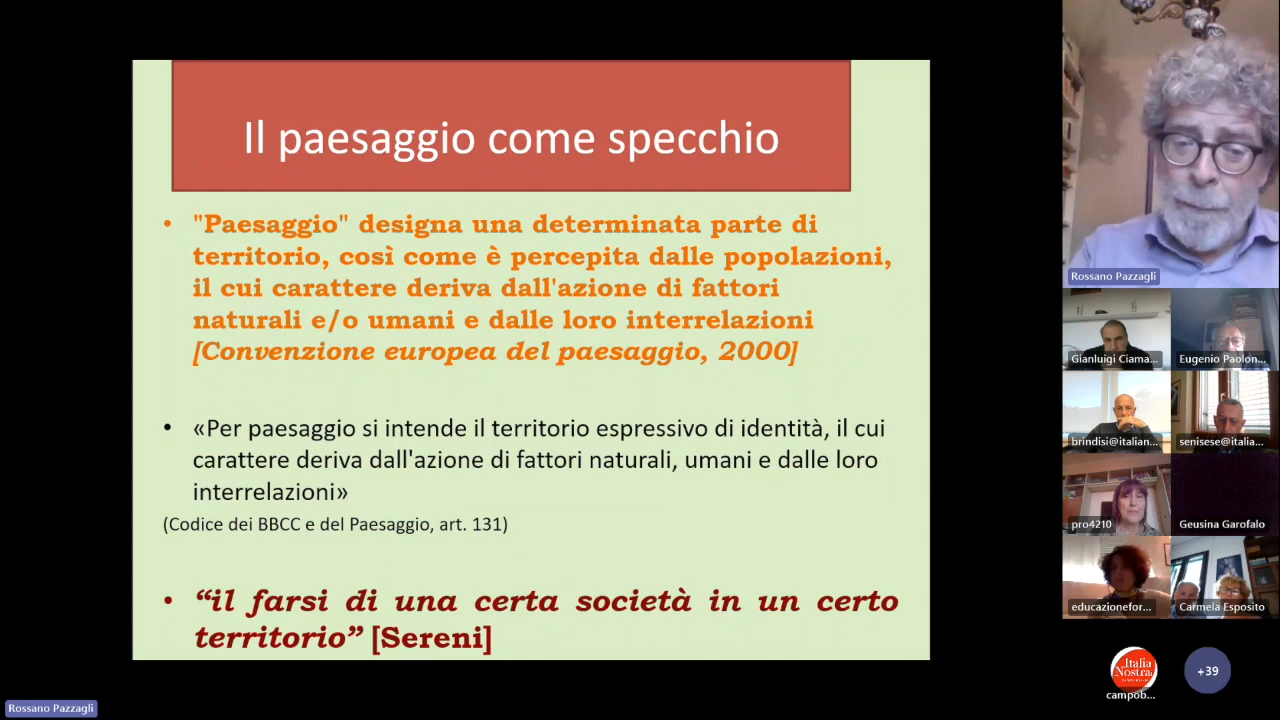 Il paesaggio come specchio
• "Paesaggio" designa una determinata parte di
territorio, così come è percepita dalle popolazioni,
il cui carattere deriva dall'azione di fattori
naturali e/o umani e dalle loro interrelazioni
[Convenzione europea del paesaggio, 2000]
• «Per paesaggio si intende il territorio espressivo di identità, il cui
carattere deriva dall'azione di fattori naturali, umani e dalle loro
interrelazioni»
(Codice dei BBCC e del Paesaggio, art. 131)
• “il farsi di una certa società in un certo
territorio” [Sereni]
Rossano Pazzagli
Gianluigi Ciama...
Eugenio Paolon...
brindisi@italian...
senisese@italia...
pro4210
Geusina Garofalo
educazionefor...
Carmela Esposito
Italia
Nostra
campob...
+39
Rossano Pazzagli